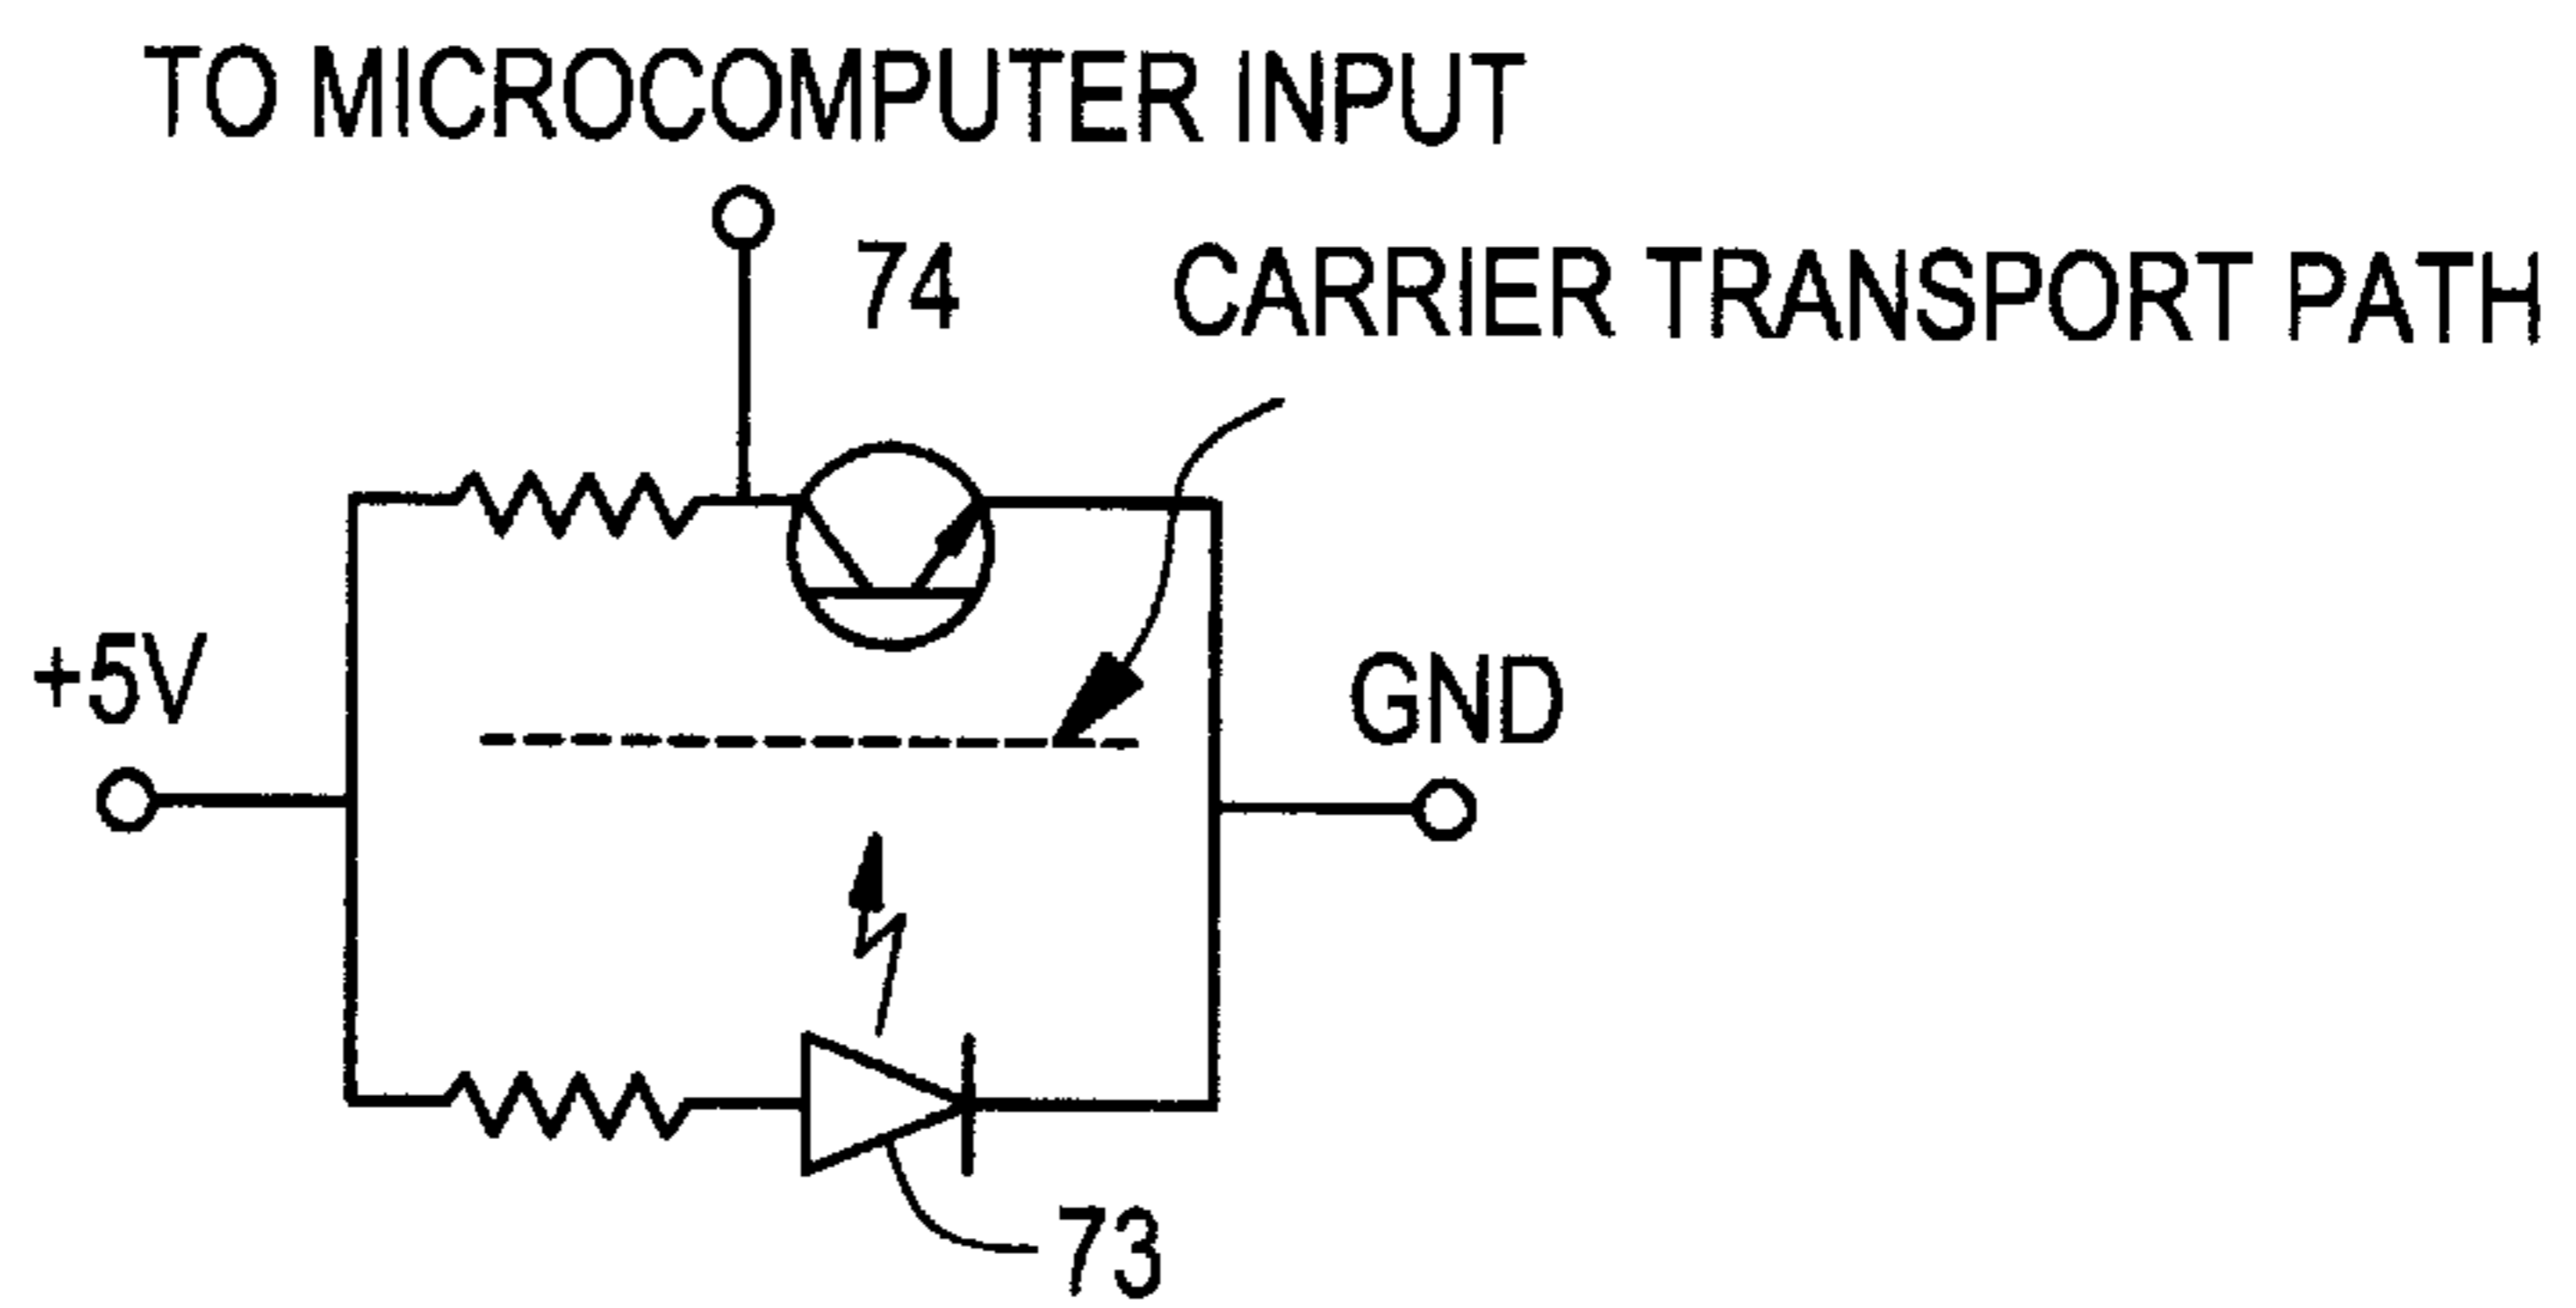 TO MICROCOMPUTER INPUT
74
CARRIER TRANSPORT PATH
+5V
GND
73